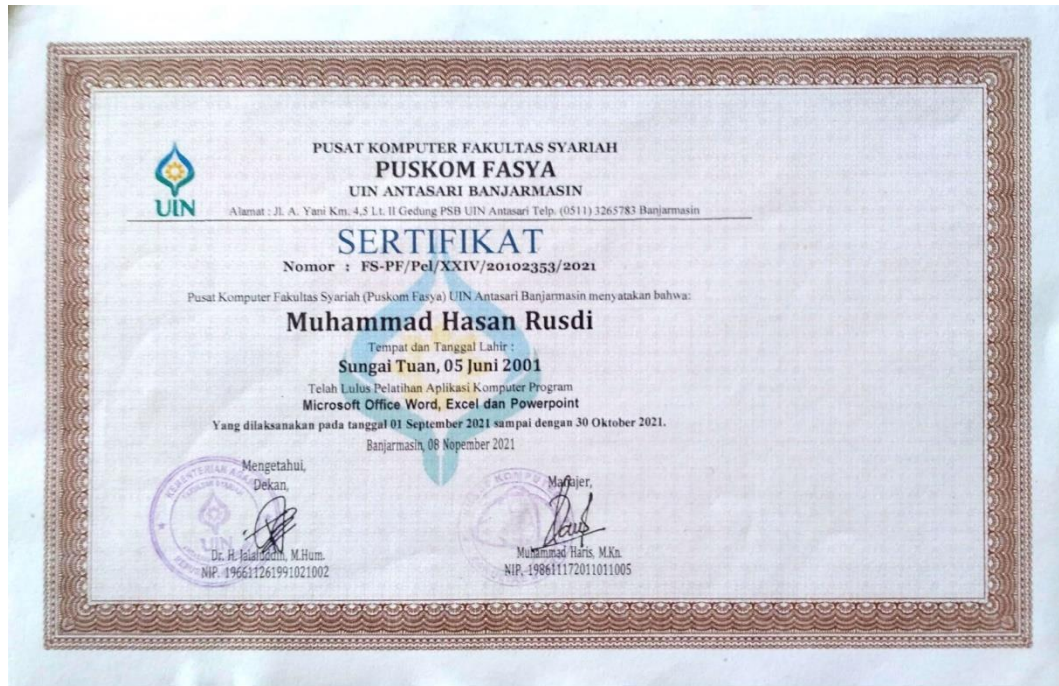 PUSAT KOMPUTER FAKULTAS SYARIAH
PUSKOM FASYA
UIN ANTASARI BANJARMASIN
UIN
Alamat : Jl. A. Yani Km. 4,5 Lt. II Gedung PSB UIN Antasari Telp. (0511) 3265783 Banjarmasin
SERTIFIKAT
Nomor : FS-PF/Pel/XXIV/20102353/2021
Pusat Komputer Fakultas Syariah (Puskom Fasya) UIN Antasari Banjarmasin menyatakan bahwa:
Muhammad Hasan Rusdi
Tempat dan Tanggal Lahir :
Sungai Tuan, 05 Juni 2001
Telah Lulus Pelatihan Aplikasi Komputer Program
Microsoft Office Word, Excel dan Powerpoint
Yang dilaksanakan pada tanggal 01 September 2021 sampai dengan 30 Oktober 2021.
Banjarmasin, 08 Nopember 2021
Mengetahui,
Dekan,
Dr. H. Jalaluddin, M.Hum.
NIP. 196611261991021002
Manajer,
Muhammad Haris, M.Kn.
NIP. 198611172011011005
KEMENTERIAN
UIN